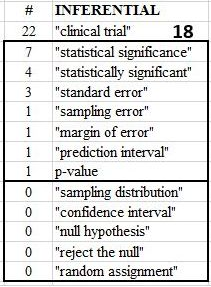 # INFERENTIAL
22 "clinical trial" 18
7 "statistical significance"
4 "statistically significant"
3 "standard error"
1 "sampling error"
1 "margin of error"
1 "prediction interval"
1 p-value
0 "sampling distribution"
0 "confidence interval"
0 "null hypothesis"
0 "reject the null"
0 "random assignment"